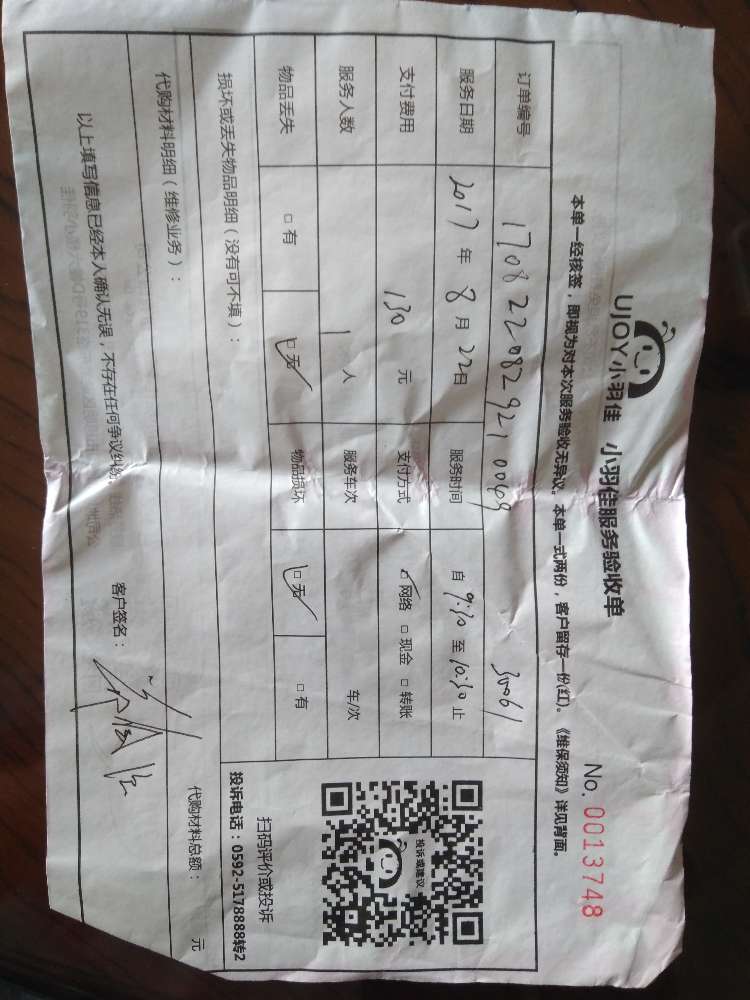 UJOY小羽佳 小羽佳服务验收单 No. 0013748
本单一经核签，即视为对本次服务验收无异议。本单一式两份，客户留存一份(红)。《维保须知》详见背面。
订单编号 170822082921 0049 30061
服务日期 2017 年 8 月 22 日 服务时间 自 9:30 至 10:30 止
支付费用 130 元 支付方式 ☑ 网络 □ 现金 □ 转账
服务人数 1 人 服务车次 车/次
物品丢失 □ 有 ☑ 无 物品损坏 ☑ 无 □ 有
投诉或建议
扫码评价或投诉
投诉电话：0592-5178888转2
损坏或丢失物品明细（没有可不填）：
代购材料明细（维修业务）： 代购材料总额： 元
以上填写信息已经本人确认无误，不存在任何争议纠纷 客户签名：